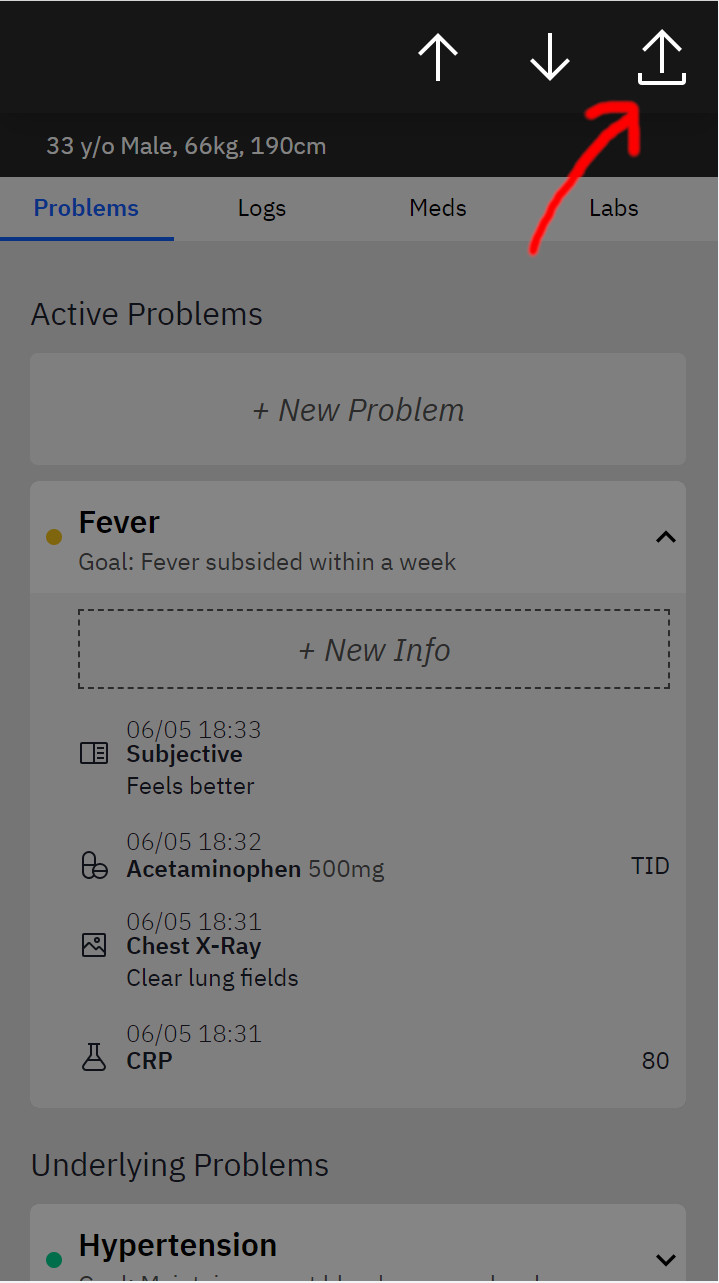 33 y/o Male, 66kg, 190cm
Problems Logs Meds Labs
Active Problems
+ New Problem
Fever
Goal: Fever subsided within a week
+ New Info
06/05 18:33
Subjective
Feels better
06/05 18:32
Acetaminophen 500mg TID
06/05 18:31
Chest X-Ray
Clear lung fields
06/05 18:31
CRP 80
Underlying Problems
Hypertension